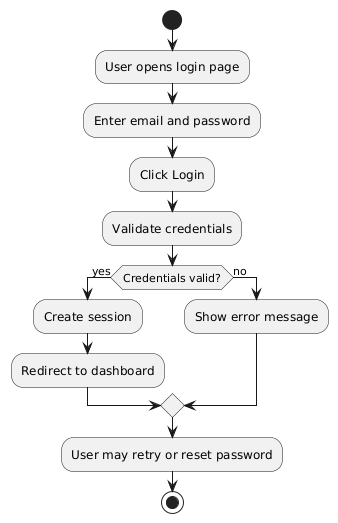 User opens login page
Enter email and password
Click Login
Validate credentials
Credentials valid?
yes
no
Create session
Show error message
Redirect to dashboard
User may retry or reset password